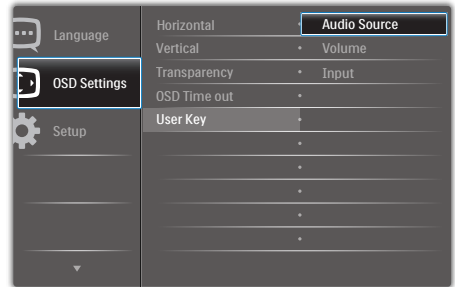 Language
OSD Settings
Setup
Horizontal
Vertical
Transparency
OSD Time out
User Key
Audio Source
Volume
Input